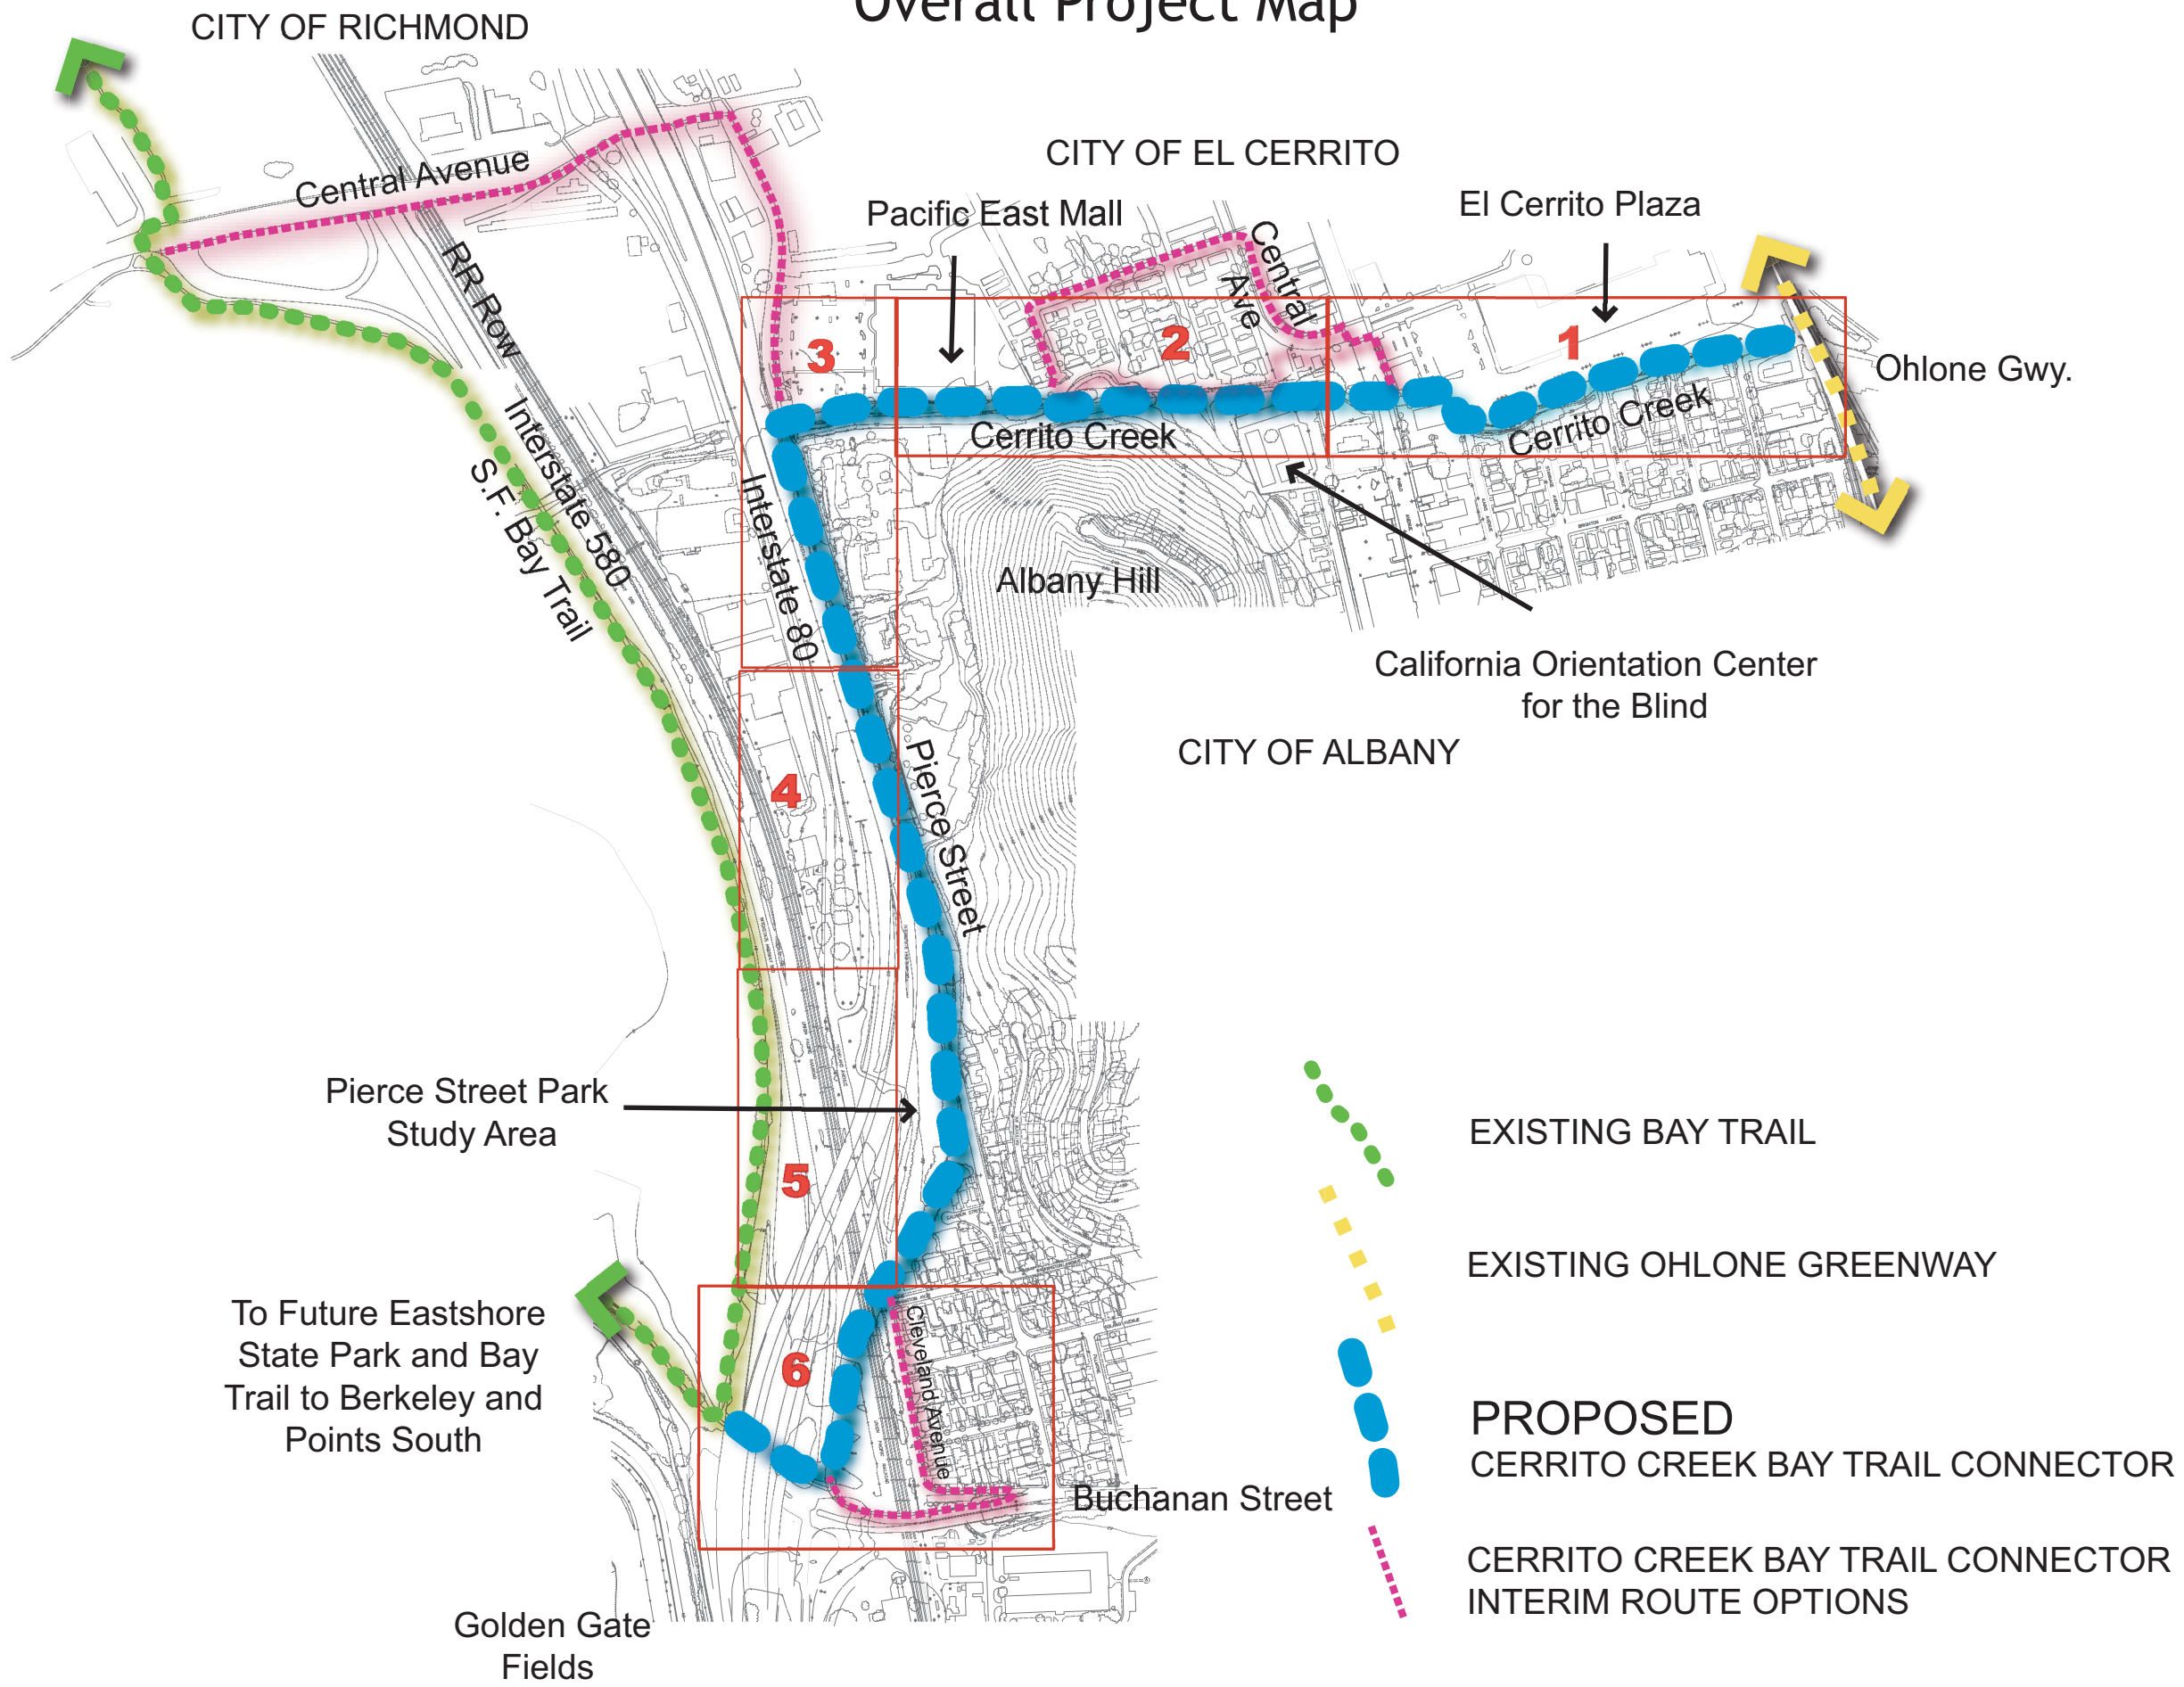 Overall Project Map
CITY OF RICHMOND
CITY OF EL CERRITO
Central Avenue
Pacific East Mall
El Cerrito Plaza
Central
Ave
RR Row
3
2
1
Ohlone Gwy.
Cerrito Creek
Cerrito Creek
Interstate 580
S.F. Bay Trail
Interstate 80
Albany Hill
California Orientation Center
for the Blind
CITY OF ALBANY
Pierce Street
4
Pierce Street Park
Study Area
5
EXISTING BAY TRAIL
EXISTING OHLONE GREENWAY
To Future Eastshore
State Park and Bay
Trail to Berkeley and
Points South
6
Cleveland Avenue
PROPOSED
CERRITO CREEK BAY TRAIL CONNECTOR
Buchanan Street
CERRITO CREEK BAY TRAIL CONNECTOR
INTERIM ROUTE OPTIONS
Golden Gate
Fields